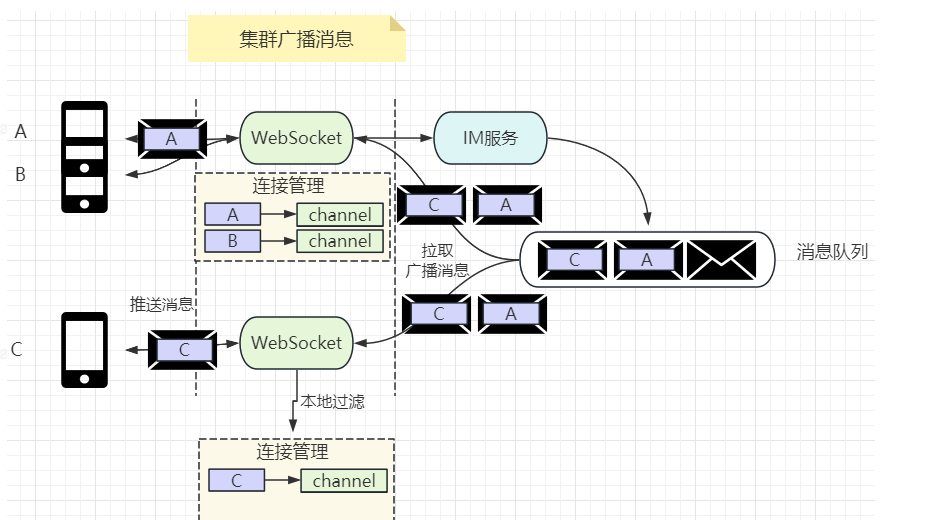 集群广播消息
A
A
WebSocket
IM服务
B
连接管理
A
channel
B
channel
C
A
拉取
广播消息
C
A
消息队列
推送消息
C
A
C
C
WebSocket
本地过滤
连接管理
C
channel